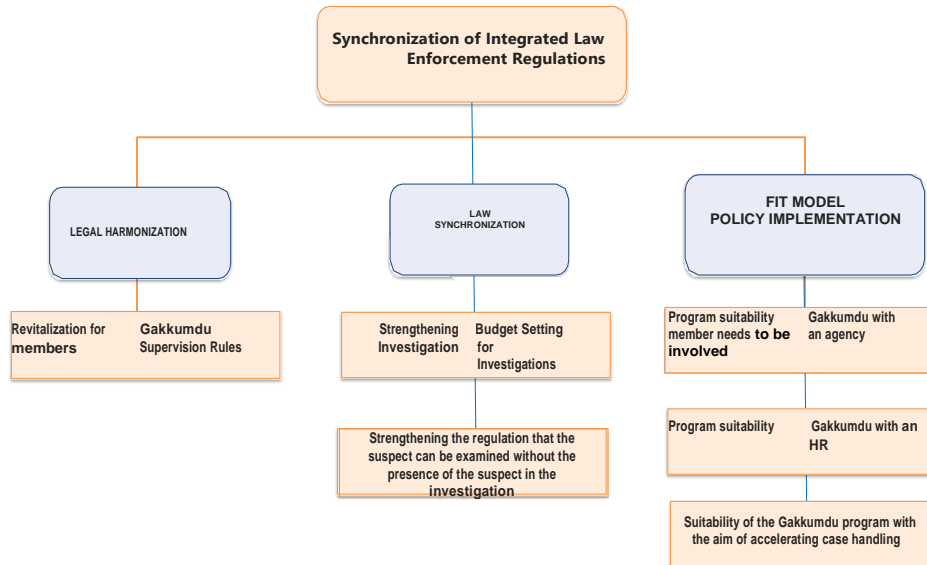 Synchronization of Integrated Law
Enforcement Regulations
LEGAL HARMONIZATION
LAW
SYNCHRONIZATION
FIT MODEL
POLICY IMPLEMENTATION
Revitalization for Gakkumdu
members Supervision Rules
Strengthening Budget Setting
Investigation for
Investigations
Program suitability Gakkumdu with
member needs to be an agency
involved
Strengthening the regulation that the
suspect can be examined without the
presence of the suspect in the
investigation
Program suitability Gakkumdu with an
HR
Suitability of the Gakkumdu program with
the aim of accelerating case handling